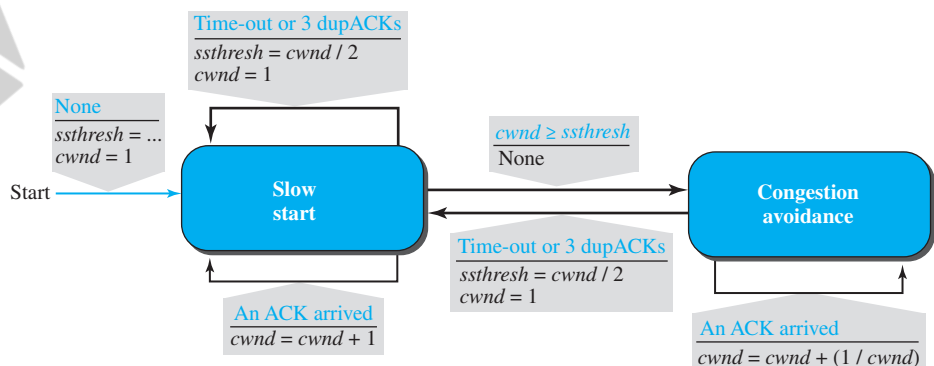 Time-out or 3 dupACKs
ssthresh = cwnd / 2
cwnd = 1
None
ssthresh = ...
cwnd = 1
Start
Slow
start
cwnd ≥ ssthresh
None
Congestion
avoidance
Time-out or 3 dupACKs
ssthresh = cwnd / 2
cwnd = 1
An ACK arrived
cwnd = cwnd + 1
An ACK arrived
cwnd = cwnd + (1 / cwnd)